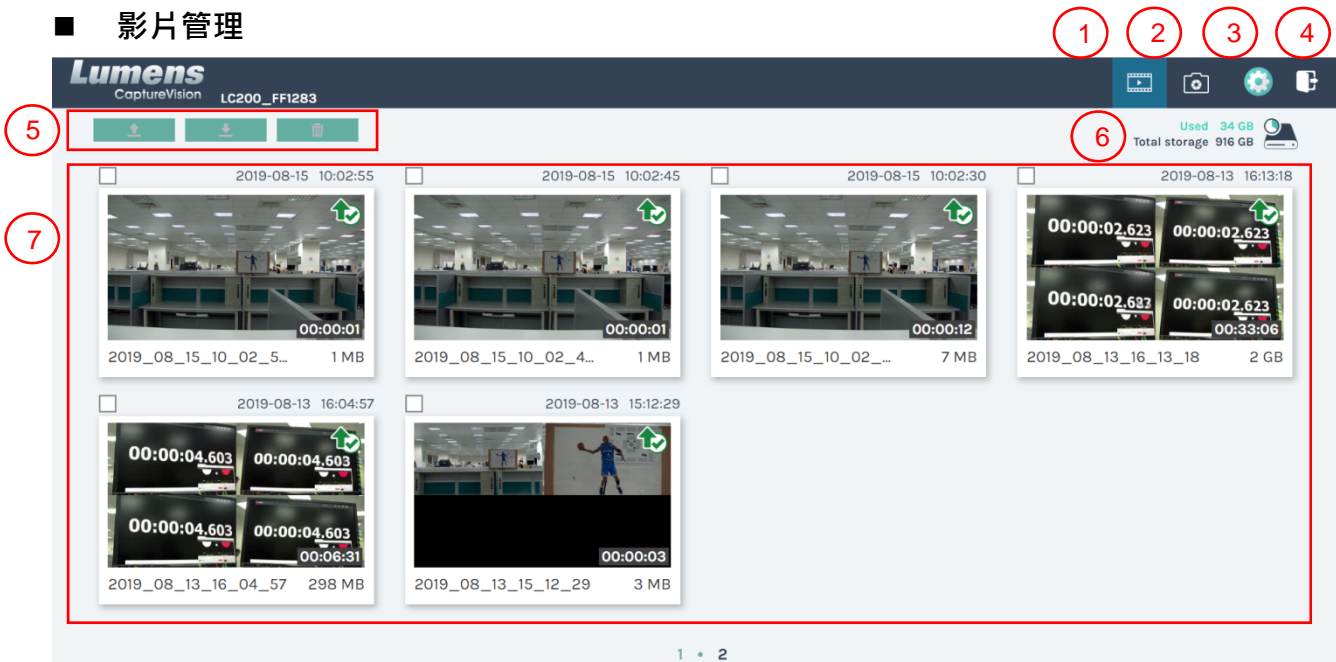 ■ 影片管理
1 2 3 4
Lumens
CaptureVision LC200_FF1283
5
6
Used 34 GB
Total storage 916 GB
7
2019-08-15 10:02:55
2019-08-15 10:02:45
2019-08-15 10:02:30
2019-08-13 16:13:18
00:00:02.623 00:00:02.623
00:00:02.623 00:00:02.623
00:00:01
00:00:01
00:00:12
00:33:06
2019_08_15_10_02_5... 1 MB
2019_08_15_10_02_4... 1 MB
2019_08_15_10_02_... 7 MB
2019_08_13_16_13_18 2 GB
2019-08-13 16:04:57
2019-08-13 15:12:29
00:00:04.603 00:00:04.603
00:00:04.603 00:00:04.603
00:06:31
00:00:03
2019_08_13_16_04_57 298 MB
2019_08_13_15_12_29 3 MB
1 • 2